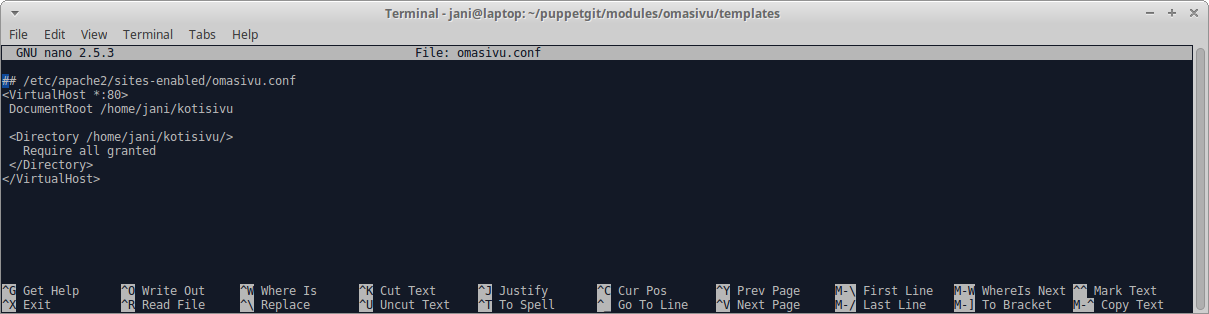 Terminal - jani@laptop: ~/puppetgit/modules/omasivu/templates
File Edit View Terminal Tabs Help
GNU nano 2.5.3 File: omasivu.conf
## /etc/apache2/sites-enabled/omasivu.conf
<VirtualHost *:80>
 DocumentRoot /home/jani/kotisivu
 <Directory /home/jani/kotisivu/>
   Require all granted
 </Directory>
</VirtualHost>
^G Get Help ^O Write Out ^W Where Is ^K Cut Text ^J Justify ^C Cur Pos ^Y Prev Page M-\ First Line M-W WhereIs Next ^^ Mark Text
^X Exit ^R Read File ^\ Replace ^U Uncut Text ^T To Spell ^_ Go To Line ^V Next Page M-/ Last Line M-] To Bracket M-^ Copy Text